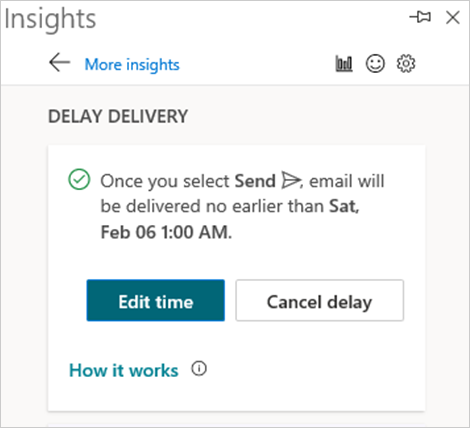 Insights
More insights
DELAY DELIVERY
Once you select Send , email will
be delivered no earlier than Sat,
Feb 06 1:00 AM.
Edit time
Cancel delay
How it works